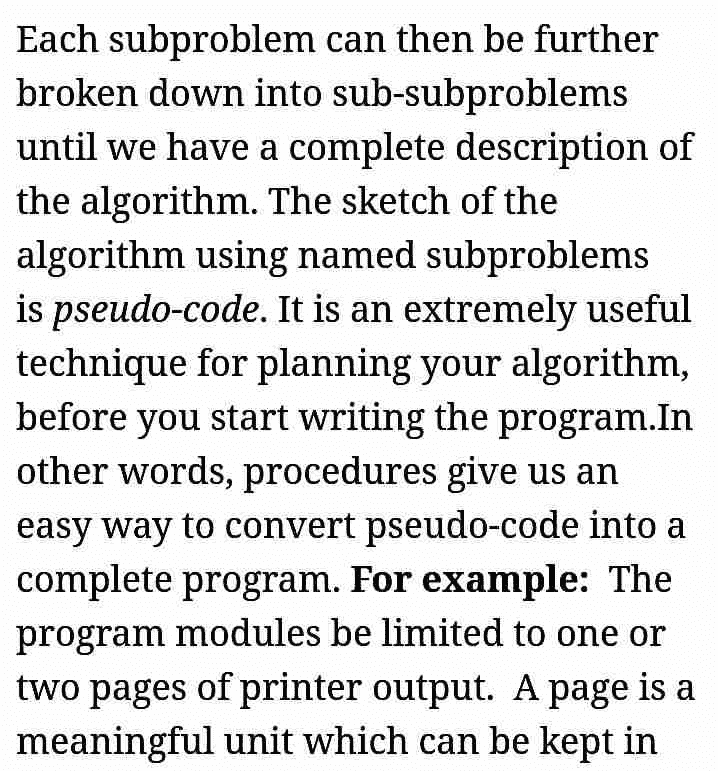 Each subproblem can then be further
broken down into sub-subproblems
until we have a complete description of
the algorithm. The sketch of the
algorithm using named subproblems
is pseudo-code. It is an extremely useful
technique for planning your algorithm,
before you start writing the program.In
other words, procedures give us an
easy way to convert pseudo-code into a
complete program. For example:  The
program modules be limited to one or
two pages of printer output.  A page is a
meaningful unit which can be kept in